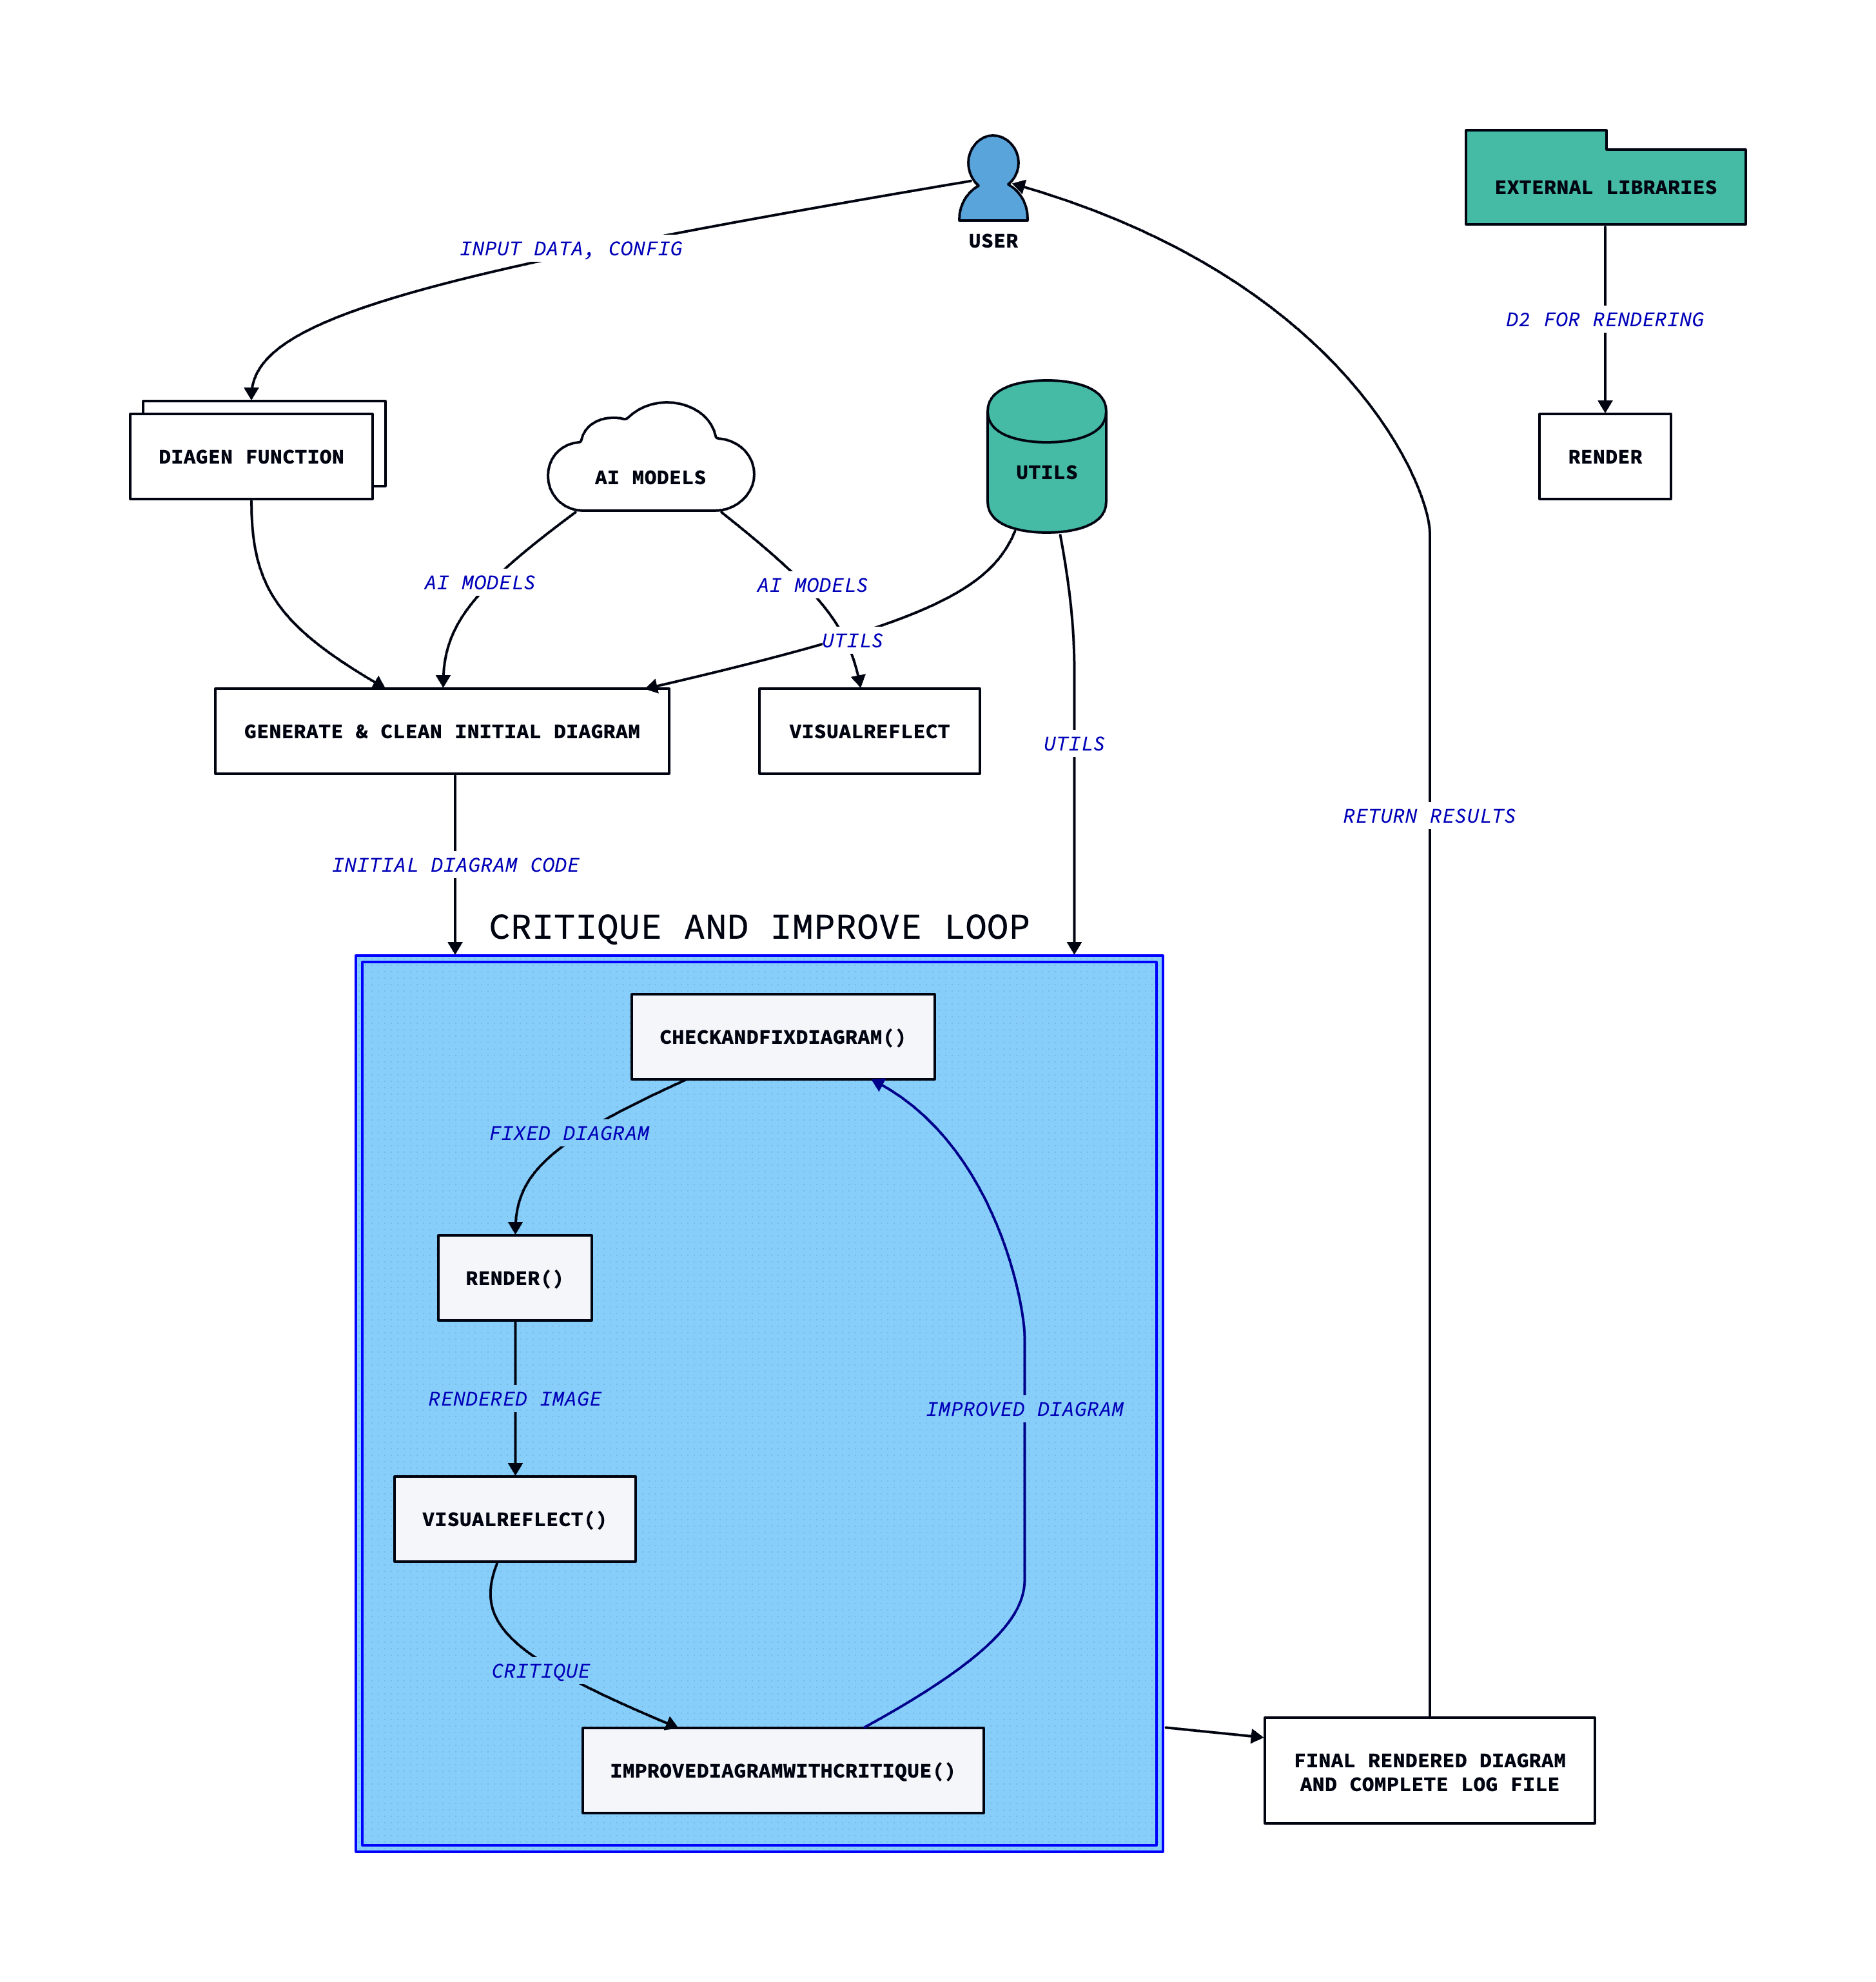 USER
EXTERNAL LIBRARIES
INPUT DATA, CONFIG
D2 FOR RENDERING
DIAGEN FUNCTION
AI MODELS
UTILS
RENDER
AI MODELS
AI MODELS
UTILS
GENERATE & CLEAN INITIAL DIAGRAM
VISUALREFLECT
UTILS
RETURN RESULTS
INITIAL DIAGRAM CODE
CRITIQUE AND IMPROVE LOOP
CHECKANDFIXDIAGRAM()
FIXED DIAGRAM
RENDER()
RENDERED IMAGE
IMPROVED DIAGRAM
VISUALREFLECT()
CRITIQUE
IMPROVEDIAGRAMWITHCRITIQUE()
FINAL RENDERED DIAGRAM
AND COMPLETE LOG FILE